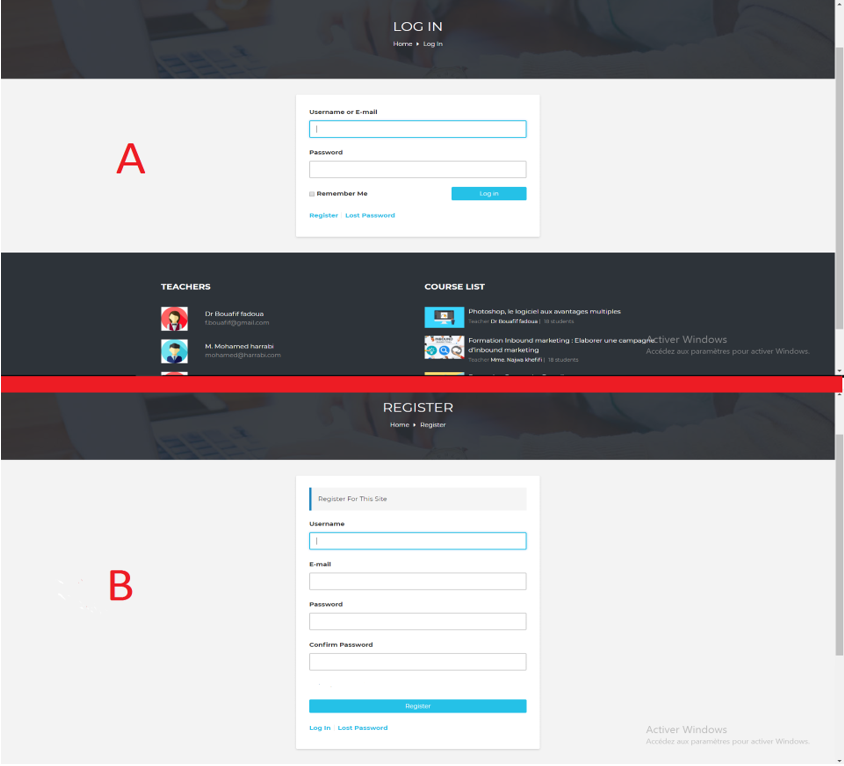 LOG IN
Home ▸ Log In
A
Username or E-mail
Password
Remember Me
Log in
Register Lost Password
TEACHERS
Dr Bouafif fadoua
f.bouafif@gmail.com
M. Mohamed harrabi
mohamed@harrabi.com
COURSE LIST
Photoshop, le logiciel aux avantages multiples
Teacher Dr Bouafif fadoua | 18 students
Formation Inbound marketing : Elaborer une campagne
d'inbound marketing
Teacher Mme. Najwa khefifi | 18 students
Activer Windows
Accédez aux paramètres pour activer Windows.
REGISTER
Home ▸ Register
B
Register For This Site
Username
E-mail
Password
Confirm Password
Register
Log In Lost Password
Activer Windows
Accédez aux paramètres pour activer Windows.